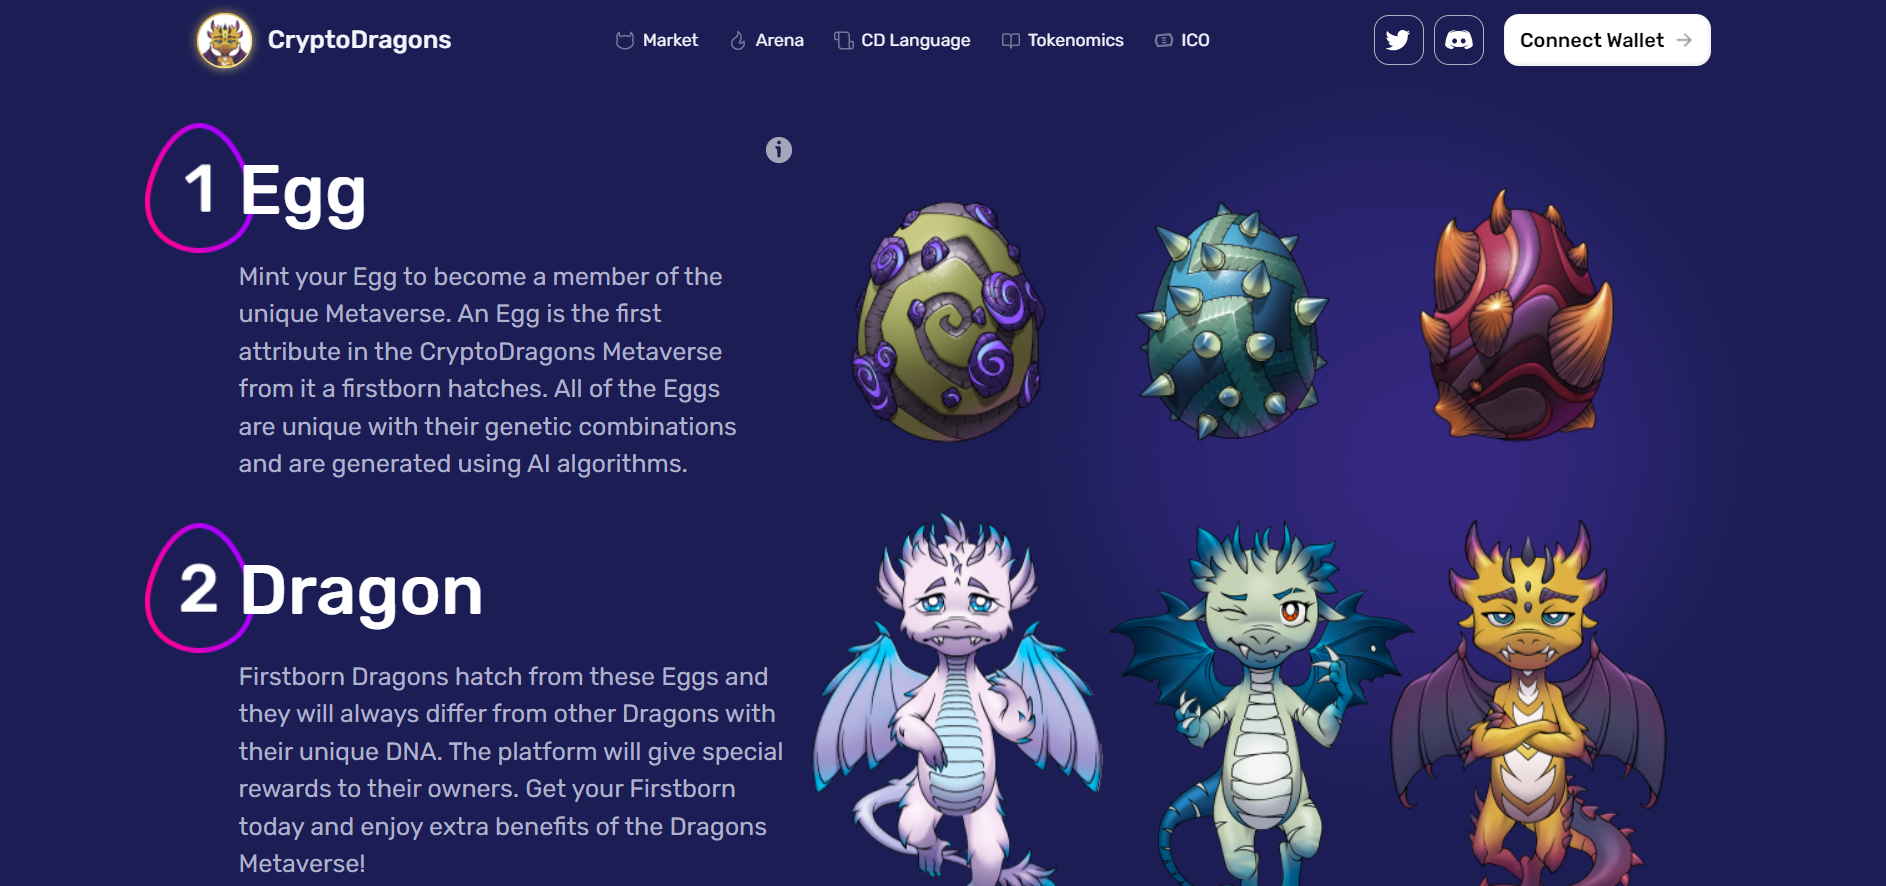 CryptoDragons
Market
Arena
CD Language
Tokenomics
ICO
Connect Wallet
1 Egg
Mint your Egg to become a member of the
unique Metaverse. An Egg is the first
attribute in the CryptoDragons Metaverse
from it a firstborn hatches. All of the Eggs
are unique with their genetic combinations
and are generated using AI algorithms.
2 Dragon
Firstborn Dragons hatch from these Eggs and
they will always differ from other Dragons with
their unique DNA. The platform will give special
rewards to their owners. Get your Firstborn
today and enjoy extra benefits of the Dragons
Metaverse!